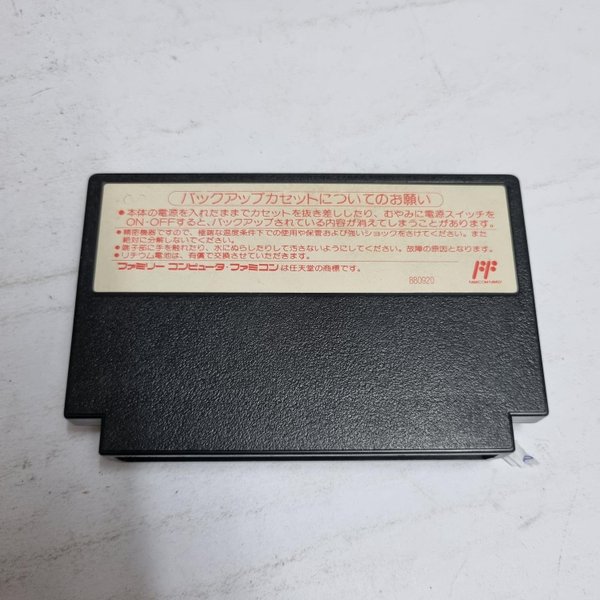 バックアップカセットについてのお願い
●本体の電源を入れたままでカセットを抜き差ししたり、むやみに電源スイッチを
ON・OFFすると、バックアップされている内容が消えてしまうことがあります。
●精密機器ですので、極端な温度条件下での使用や保管および強いショックをさけてください。また
絶対に分解しないでください。
●端子部に手を触れたり、水にぬらしたりして汚さないようにしてください。故障の原因となります。
●リチウム電池は、有償で交換させていただきます。
ファミリー コンピュータ・ファミコンは任天堂の商標です。
FF
FAMICOM FAMILY
880920